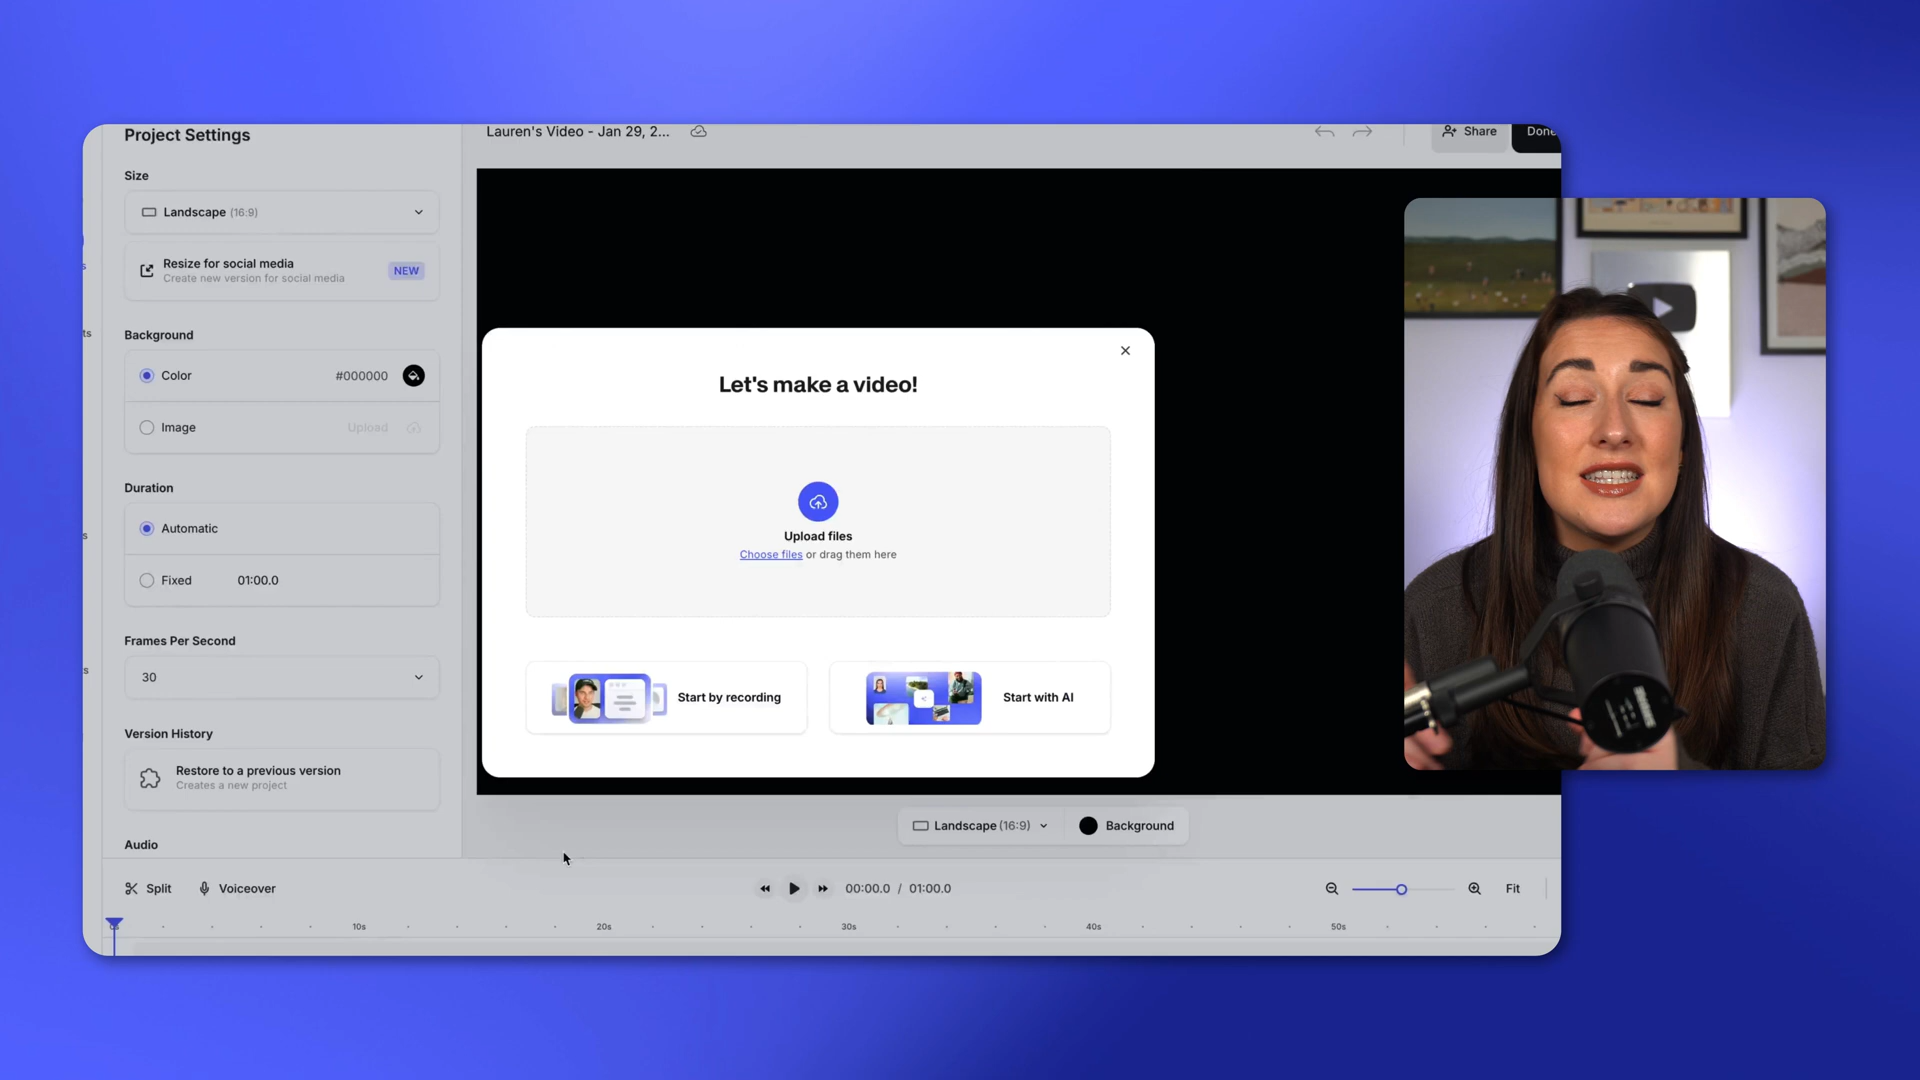 Project Settings
Size
Landscape (16:9)
Resize for social media
Create new version for social media
NEW
Background
Color
#000000
Image
Upload
Duration
Automatic
Fixed
01:00.0
Frames Per Second
30
Version History
Restore to a previous version
Creates a new project
Audio
Lauren's Video - Jan 29, 2...
Share
Done
Let's make a video!
Upload files
Choose files or drag them here
Start by recording
Start with AI
Landscape (16:9)
Background
Split
Voiceover
00:00.0 / 01:00.0
Fit
10s
20s
30s
40s
50s